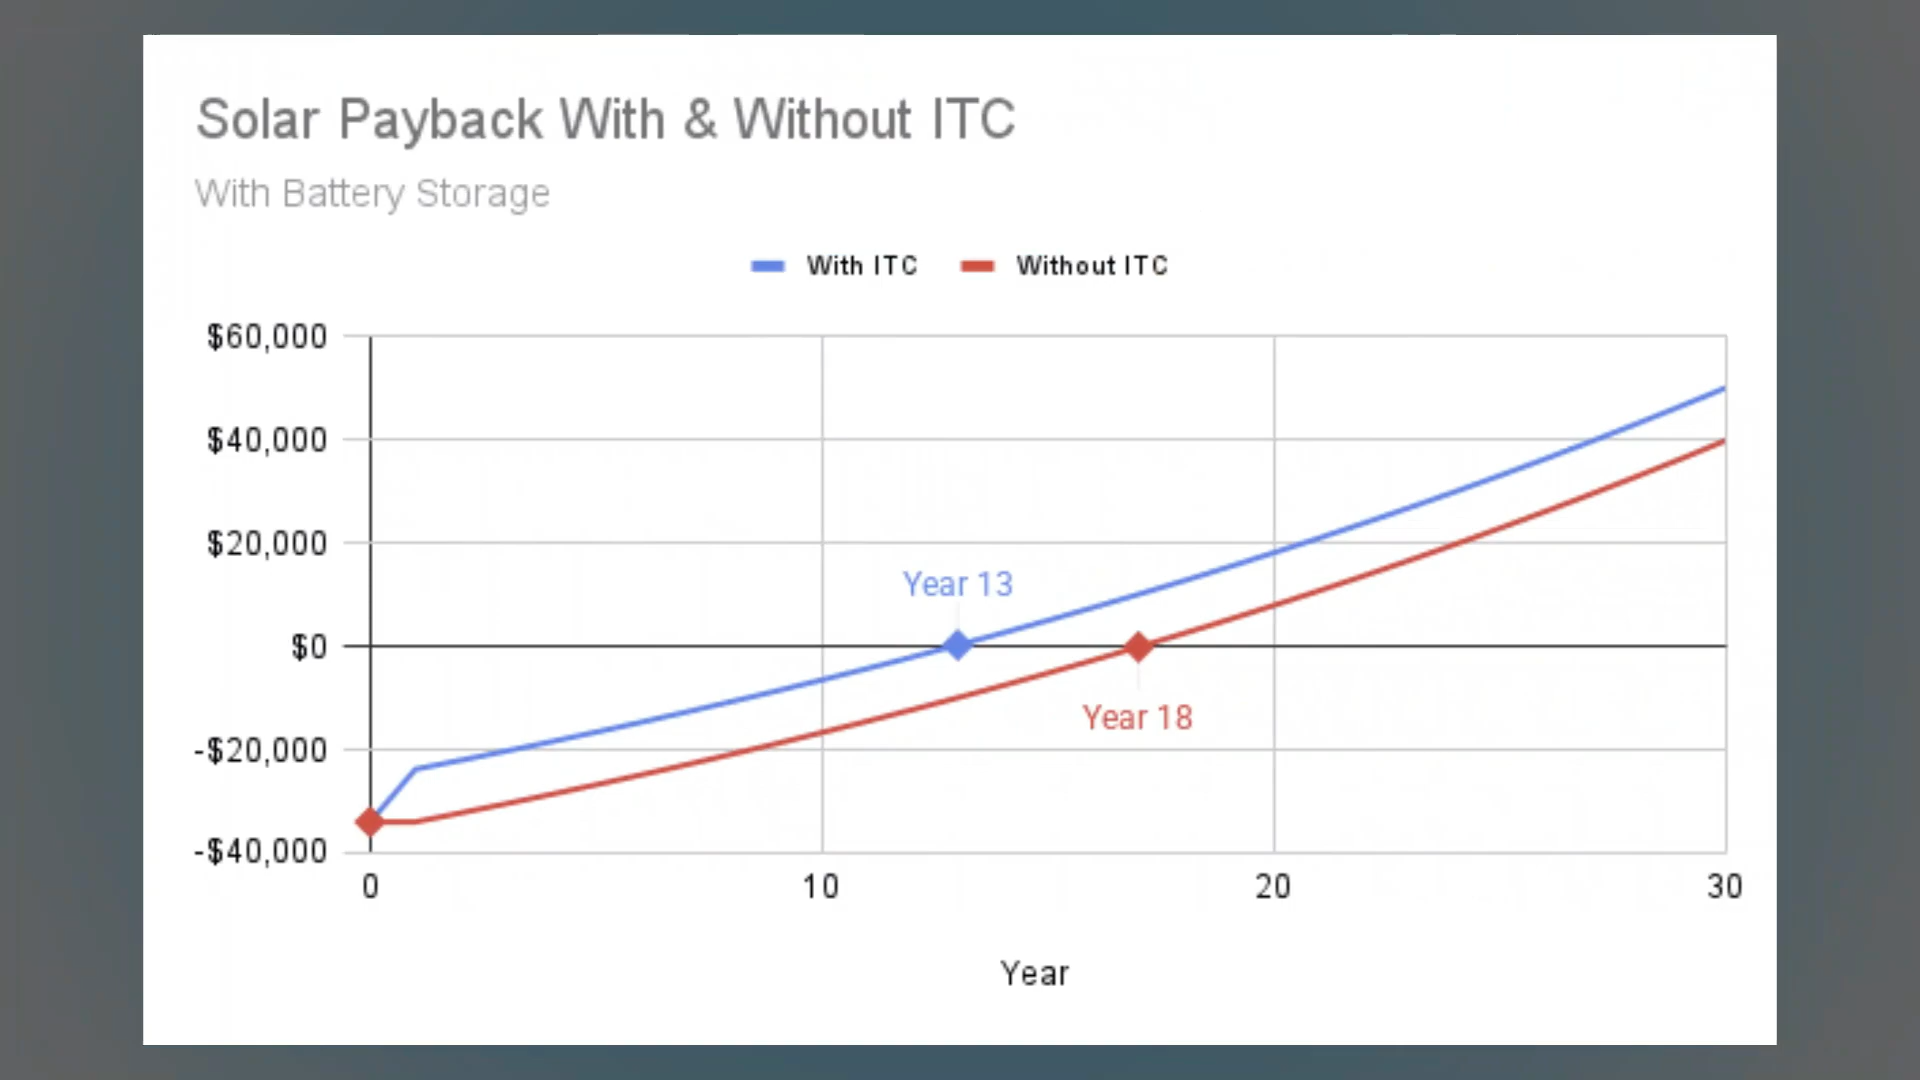 Solar Payback With & Without ITC
With Battery Storage
With ITC
Without ITC
$60,000
$40,000
$20,000
$0
-$20,000
-$40,000
Year 13
Year 18
0
10
20
30
Year